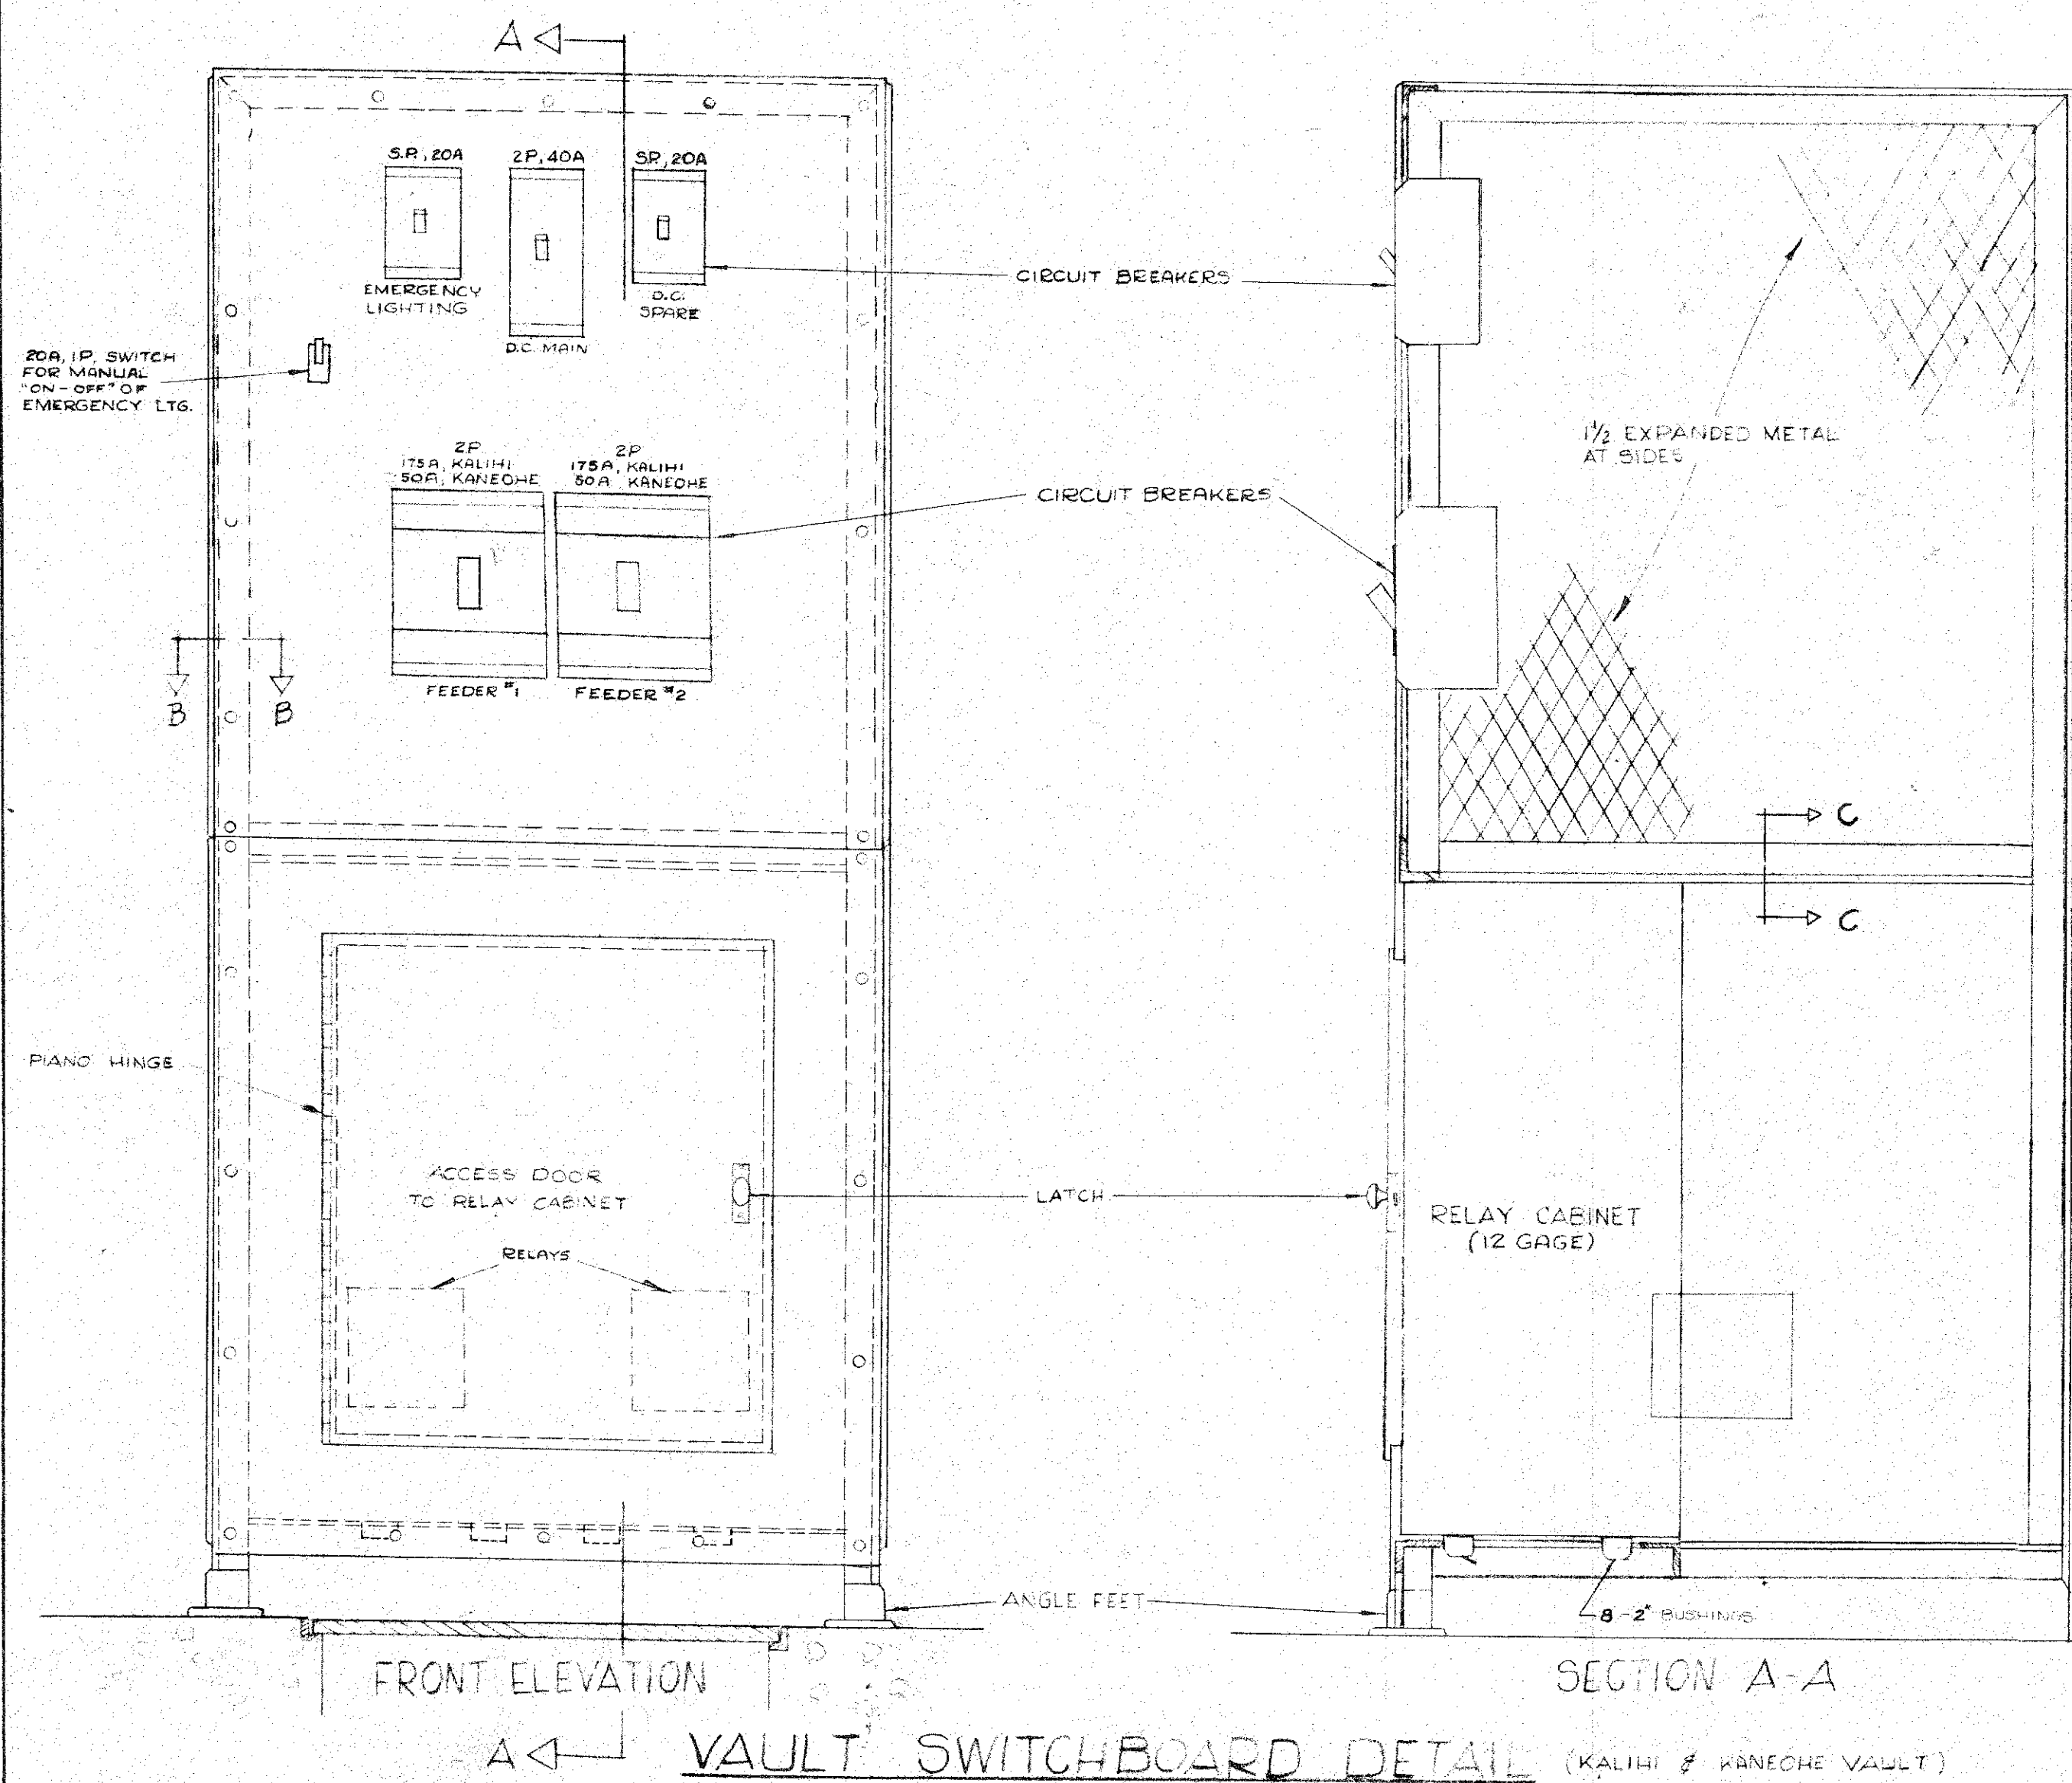 A
S.P., 20A
2P, 40A
S.P., 20A
EMERGENCY
LIGHTING
D.C. MAIN
D.C.
SPARE
CIRCUIT BREAKERS
20A, 1P. SWITCH
FOR MANUAL
"ON-OFF" OF
EMERGENCY LTG.
1 1/2 EXPANDED METAL
AT SIDES
2P
175A, KALIHI
50A, KANEOHE
2P
175A, KALIHI
50A, KANEOHE
CIRCUIT BREAKERS
FEEDER #1
FEEDER #2
B
B
C
C
PIANO HINGE
ACCESS DOOR
TO RELAY CABINET
LATCH
RELAY CABINET
(12 GAGE)
RELAYS
ANGLE FEET
8-2" BUSHINGS
FRONT ELEVATION
SECTION A-A
A
VAULT SWITCHBOARD DETAIL (KALIHI & KANEOHE VAULT)